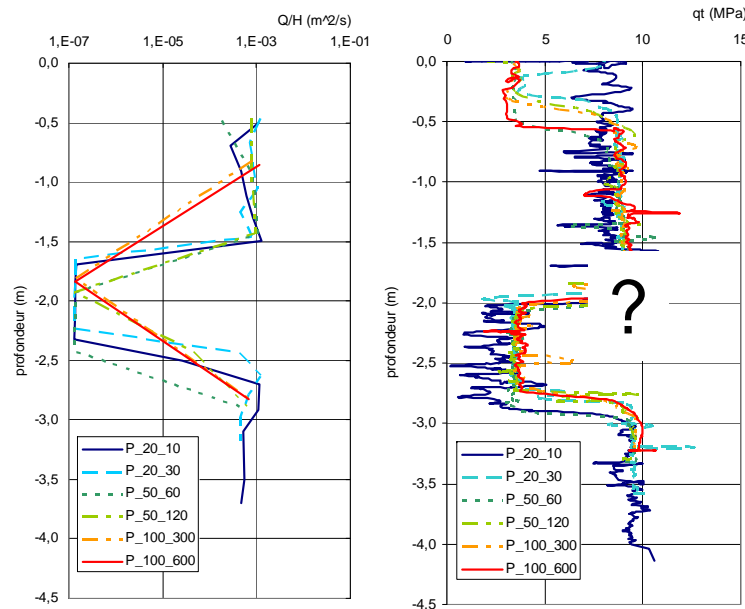 Q/H (m^2/s)
1,E-07 1,E-05 1,E-03 1,E-01
0,0
-0,5
-1,0
-1,5
-2,0
-2,5
-3,0
-3,5
-4,0
-4,5
profondeur (m)
P_20_10
P_20_30
P_50_60
P_50_120
P_100_300
P_100_600
qt (MPa)
0 5 10 15
0,0
-0,5
-1,0
-1,5
-2,0
-2,5
-3,0
-3,5
-4,0
-4,5
profondeur (m)
?
P_20_10
P_20_30
P_50_60
P_50_120
P_100_300
P_100_600